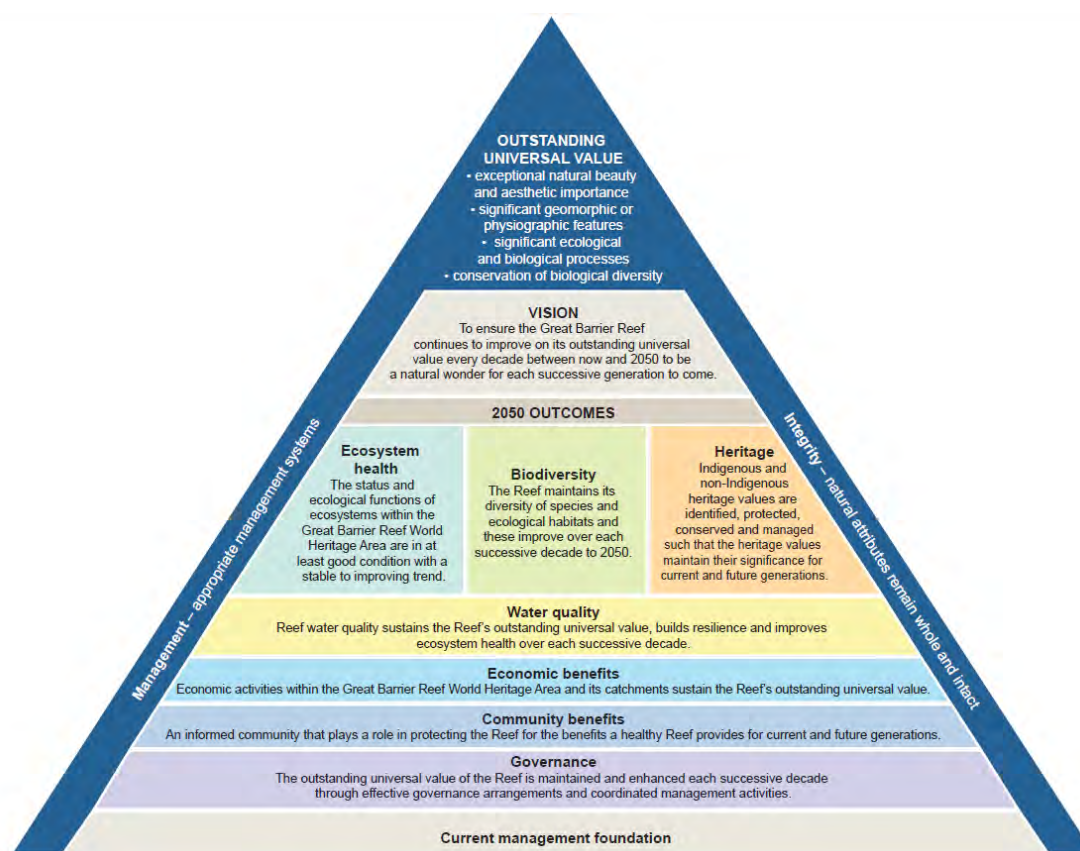 OUTSTANDING
UNIVERSAL VALUE
• exceptional natural beauty
and aesthetic importance
• significant geomorphic or
physiographic features
• significant ecological
and biological processes
• conservation of biological diversity
VISION
To ensure the Great Barrier Reef
continues to improve on its outstanding universal
value every decade between now and 2050 to be
a natural wonder for each successive generation to come.
2050 OUTCOMES
Ecosystem
health
The status and
ecological functions of
ecosystems within the
Great Barrier Reef World
Heritage Area are in at
least good condition with a
stable to improving trend.
Biodiversity
The Reef maintains its
diversity of species and
ecological habitats and
these improve over each
successive decade to 2050.
Heritage
Indigenous and
non-Indigenous
heritage values are
identified, protected,
conserved and managed
such that the heritage values
maintain their significance for
current and future generations.
Water quality
Reef water quality sustains the Reef's outstanding universal value, builds resilience and improves
ecosystem health over each successive decade.
Economic benefits
Economic activities within the Great Barrier Reef World Heritage Area and its catchments sustain the Reef's outstanding universal value.
Community benefits
An informed community that plays a role in protecting the Reef for the benefits a healthy Reef provides for current and future generations.
Governance
The outstanding universal value of the Reef is maintained and enhanced each successive decade
through effective governance arrangements and coordinated management activities.
Current management foundation
Management – appropriate management systems
Integrity – natural attributes remain whole and intact